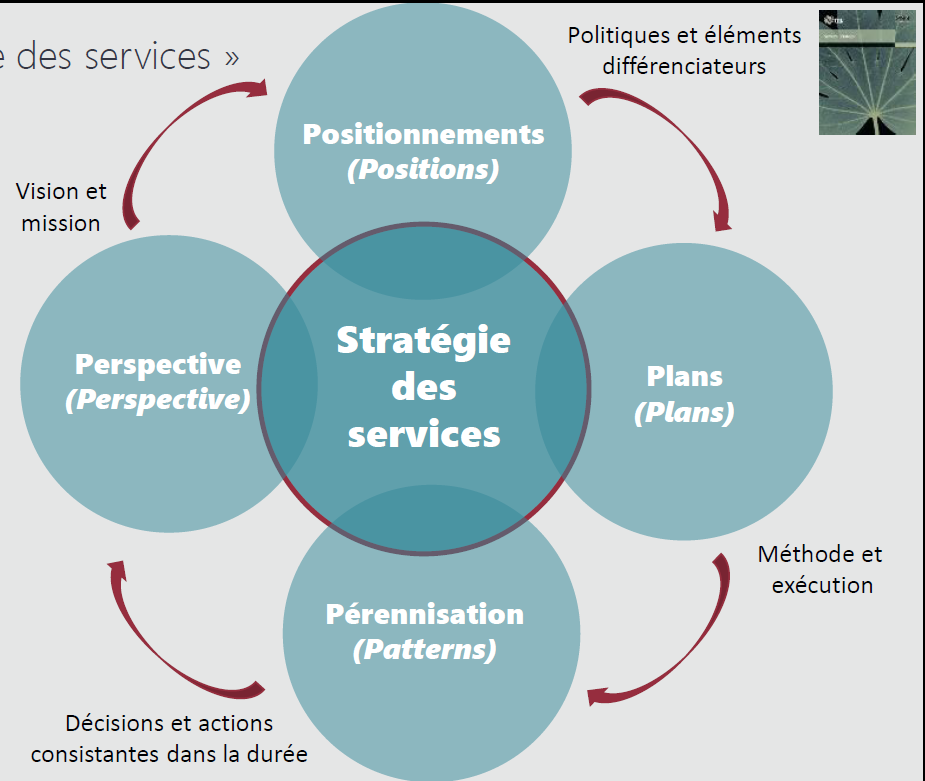 e des services »
Politiques et éléments
différenciateurs
Positionnements
(Positions)
Vision et
mission
Stratégie
des
services
Perspective
(Perspective)
Plans
(Plans)
Méthode et
exécution
Pérennisation
(Patterns)
Décisions et actions
consistantes dans la durée